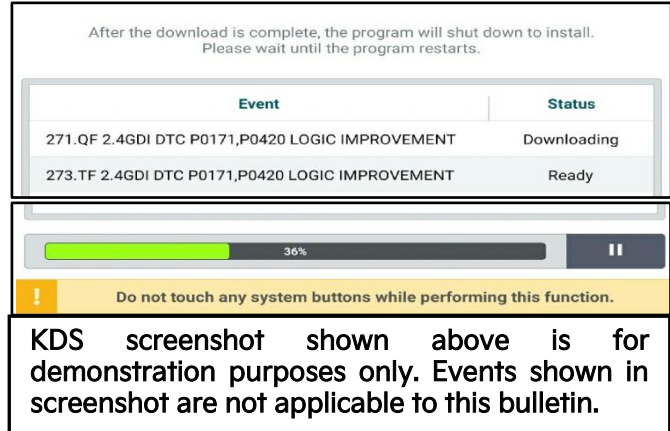 After the download is complete, the program will shut down to install.
Please wait until the program restarts.
Event Status
271.QF 2.4GDI DTC P0171,P0420 LOGIC IMPROVEMENT Downloading
273.TF 2.4GDI DTC P0171,P0420 LOGIC IMPROVEMENT Ready
36%
! Do not touch any system buttons while performing this function.
KDS screenshot shown above is for
demonstration purposes only. Events shown in
screenshot are not applicable to this bulletin.